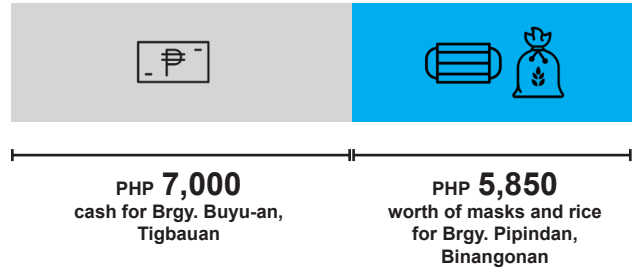 PHP 7,000
cash for Brgy. Buyu-an,
Tigbauan
PHP 5,850
worth of masks and rice
for Brgy. Pipindan,
Binangonan